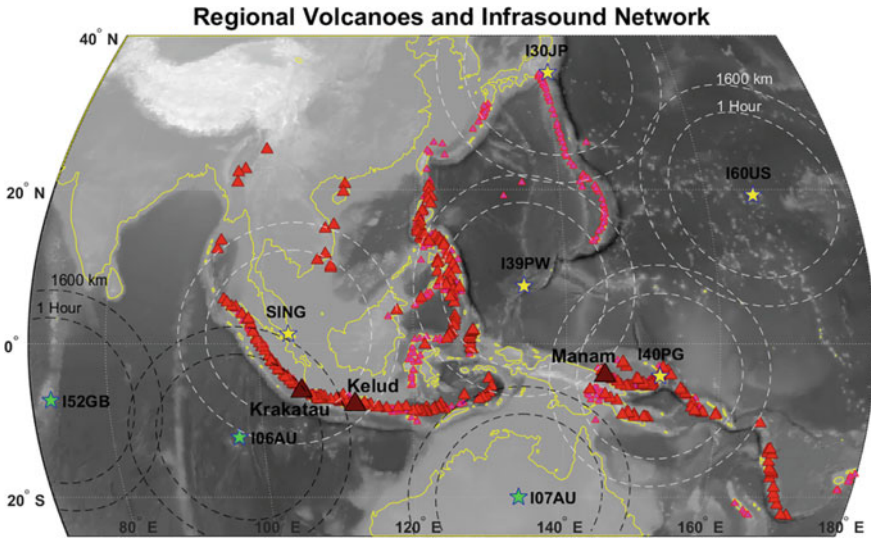 Regional Volcanoes and Infrasound Network
40° N
I30JP
1600 km
1 Hour
I60US
20° N
I39PW
1600 km
1 Hour
SING
0°
Manam
I40PG
Kelud
Krakatau
I52GB
I06AU
I07AU
20° S
80° E
100° E
120° E
140° E
160° E
180° E